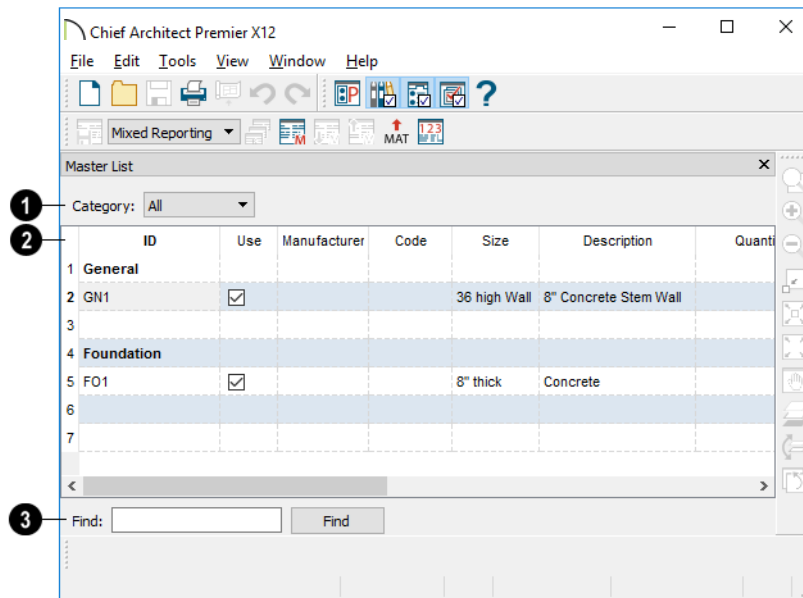 Chief Architect Premier X12
File Edit Tools View Window Help
P ?
Mixed Reporting M MAT 123
Master List
1 Category: All
2 ID Use Manufacturer Code Size Description Quanti
1 General
2 GN1 36 high Wall 8" Concrete Stem Wall
3
4 Foundation
5 FO1 8" thick Concrete
6
7
3 Find: Find